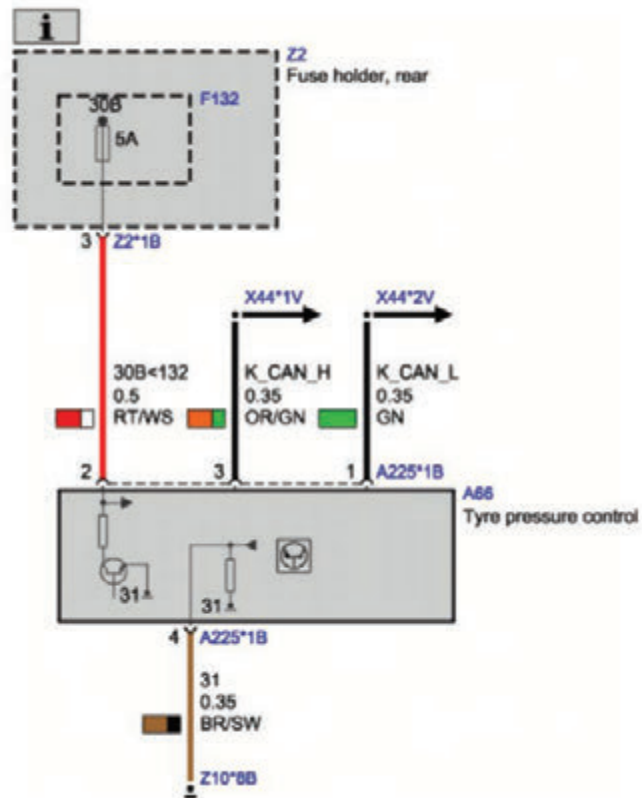 i
Z2
Fuse holder, rear
F132
30B
5A
3 Z2*1B
X44*1V X44*2V
30B<132 K_CAN_H K_CAN_L
0.5 0.35 0.35
RT/WS OR/GN GN
2 3 1 A225*1B
A66
Tyre pressure control
31 31
4 A225*1B
31
0.35
BR/SW
Z10*8B